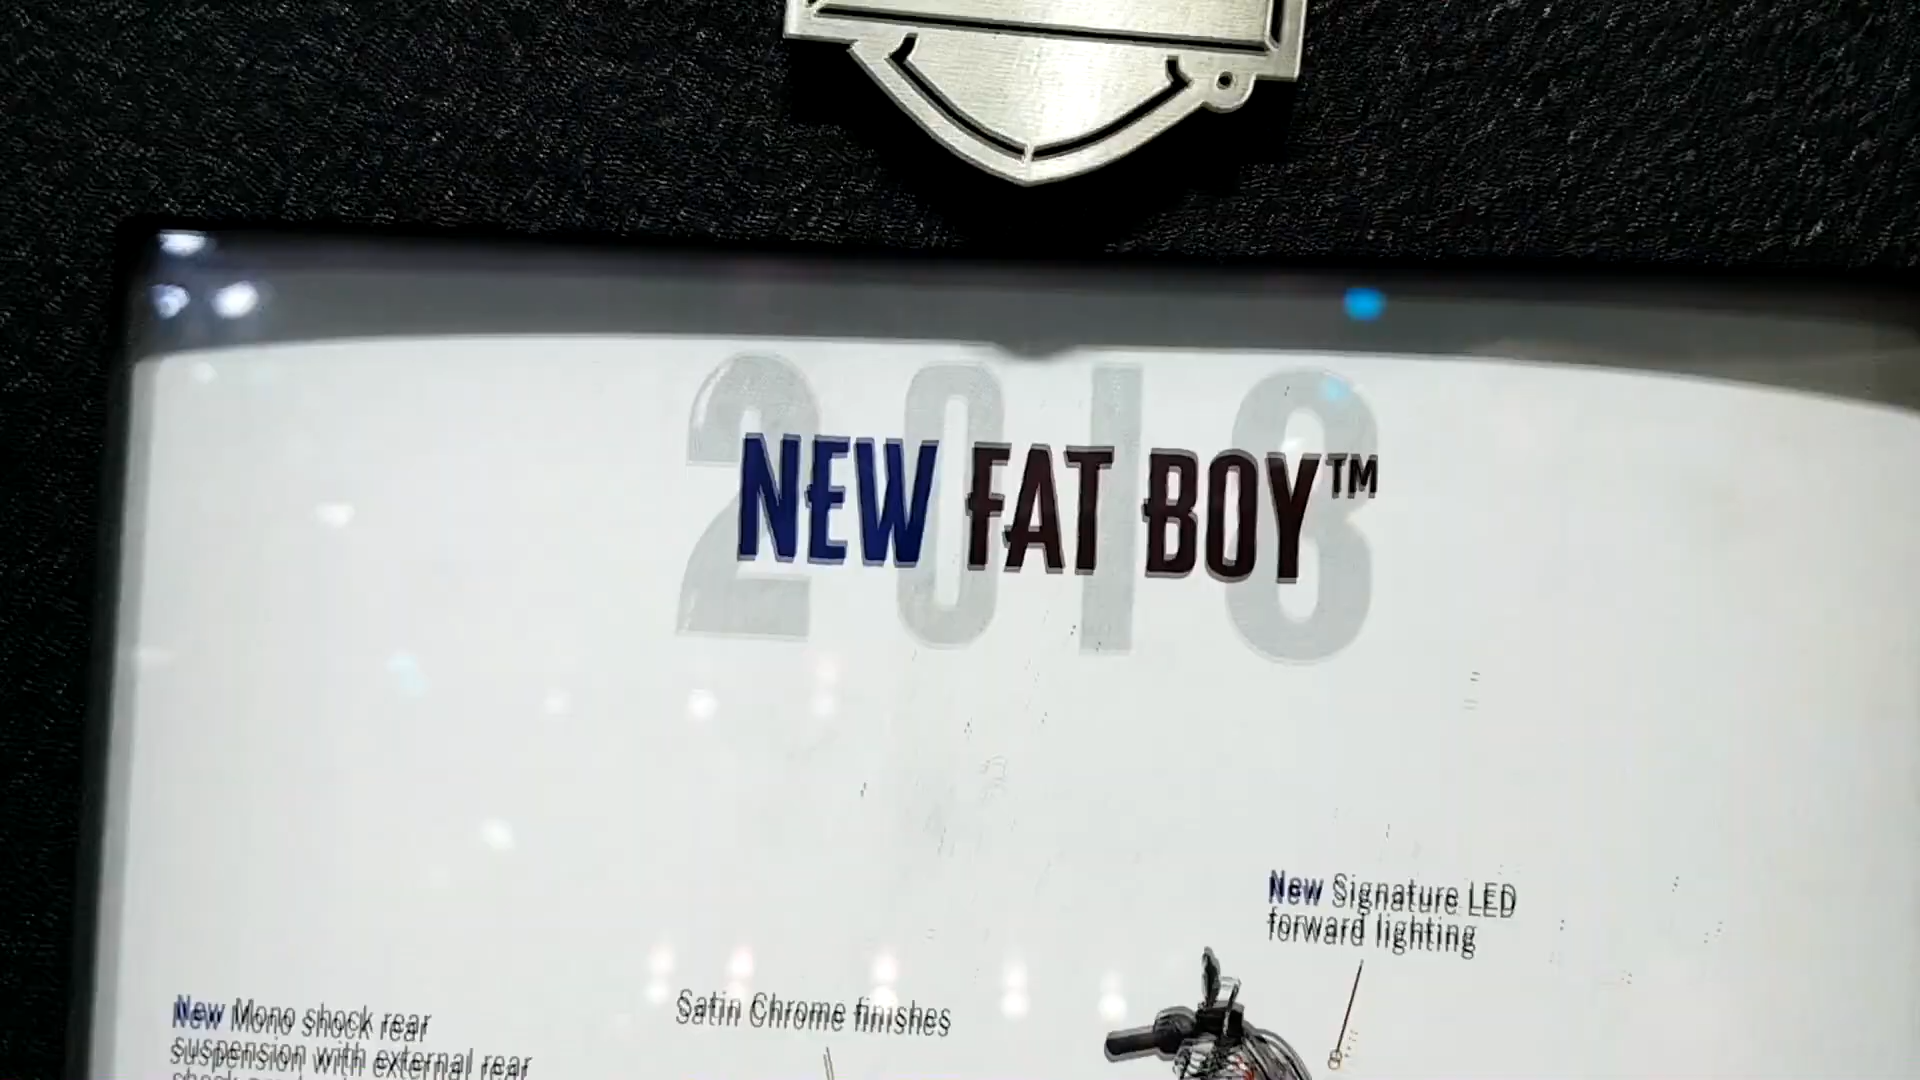 2018
NEW FAT BOY™
New Signature LED
forward lighting
New Mono shock rear
suspension with external rear
Satin Chrome finishes